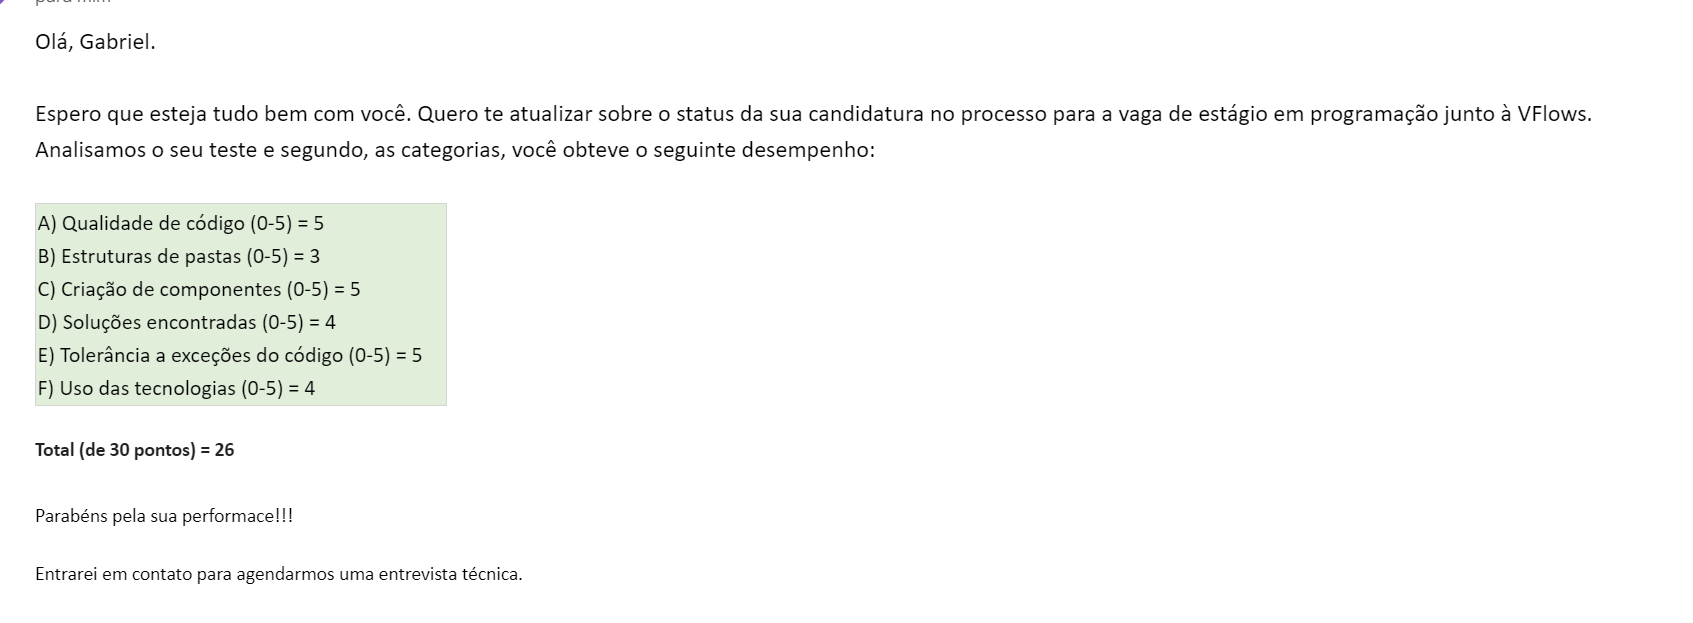 Olá, Gabriel.
Espero que esteja tudo bem com você. Quero te atualizar sobre o status da sua candidatura no processo para a vaga de estágio em programação junto à VFlows.
Analisamos o seu teste e segundo, as categorias, você obteve o seguinte desempenho:
A) Qualidade de código (0-5) = 5
B) Estruturas de pastas (0-5) = 3
C) Criação de componentes (0-5) = 5
D) Soluções encontradas (0-5) = 4
E) Tolerância a exceções do código (0-5) = 5
F) Uso das tecnologias (0-5) = 4
Total (de 30 pontos) = 26
Parabéns pela sua performace!!!
Entrarei em contato para agendarmos uma entrevista técnica.